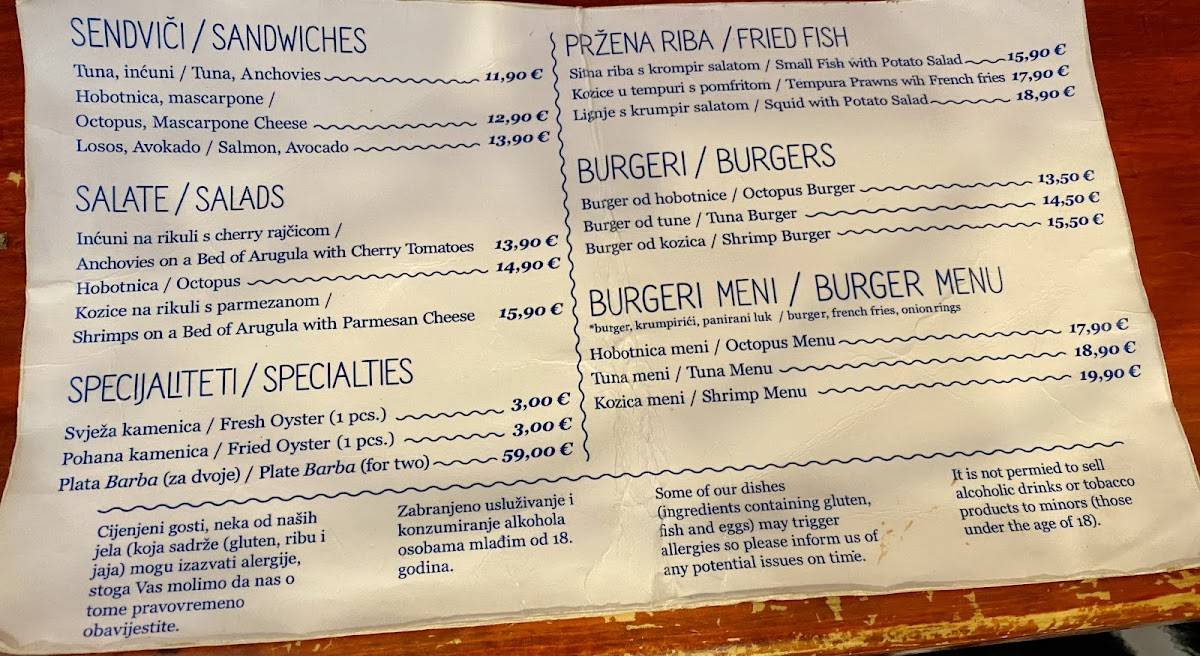 SENDVIČI / SANDWICHES
Tuna, inćuni / Tuna, Anchovies 11,90 €
Hobotnica, mascarpone /
Octopus, Mascarpone Cheese 12,90 €
Losos, Avokado / Salmon, Avocado 13,90 €
SALATE / SALADS
Inćuni na rikuli s cherry rajčicom /
Anchovies on a Bed of Arugula with Cherry Tomatoes 13,90 €
Hobotnica / Octopus 14,90 €
Kozice na rikuli s parmezanom /
Shrimps on a Bed of Arugula with Parmesan Cheese 15,90 €
SPECIJALITETI / SPECIALTIES
Svježa kamenica / Fresh Oyster (1 pcs.) 3,00 €
Pohana kamenica / Fried Oyster (1 pcs.) 3,00 €
Plata Barba (za dvoje) / Plate Barba (for two) 59,00 €
PRŽENA RIBA / FRIED FISH
Sitna riba s krompir salatom / Small Fish with Potato Salad 15,90 €
Kozice u tempuri s pomfritom / Tempura Prawns wih French fries 17,90 €
Lignje s krumpir salatom / Squid with Potato Salad 18,90 €
BURGERI / BURGERS
Burger od hobotnice / Octopus Burger 13,50 €
Burger od tune / Tuna Burger 14,50 €
Burger od kozica / Shrimp Burger 15,50 €
BURGERI MENI / BURGER MENU
*burger, krumpirići, panirani luk / burger, french fries, onion rings
Hobotnica meni / Octopus Menu 17,90 €
Tuna meni / Tuna Menu 18,90 €
Kozica meni / Shrimp Menu 19,90 €
Cijenjeni gosti, neka od naših
jela (koja sadrže (gluten, ribu i
jaja) mogu izazvati alergije,
stoga Vas molimo da nas o
tome pravovremeno
obavijestite.
Zabranjeno usluživanje i
konzumiranje alkohola
osobama mlađim od 18.
godina.
Some of our dishes
(ingredients containing gluten,
fish and eggs) may trigger
allergies so please inform us of
any potential issues on time.
It is not permied to sell
alcoholic drinks or tobacco
products to minors (those
under the age of 18).